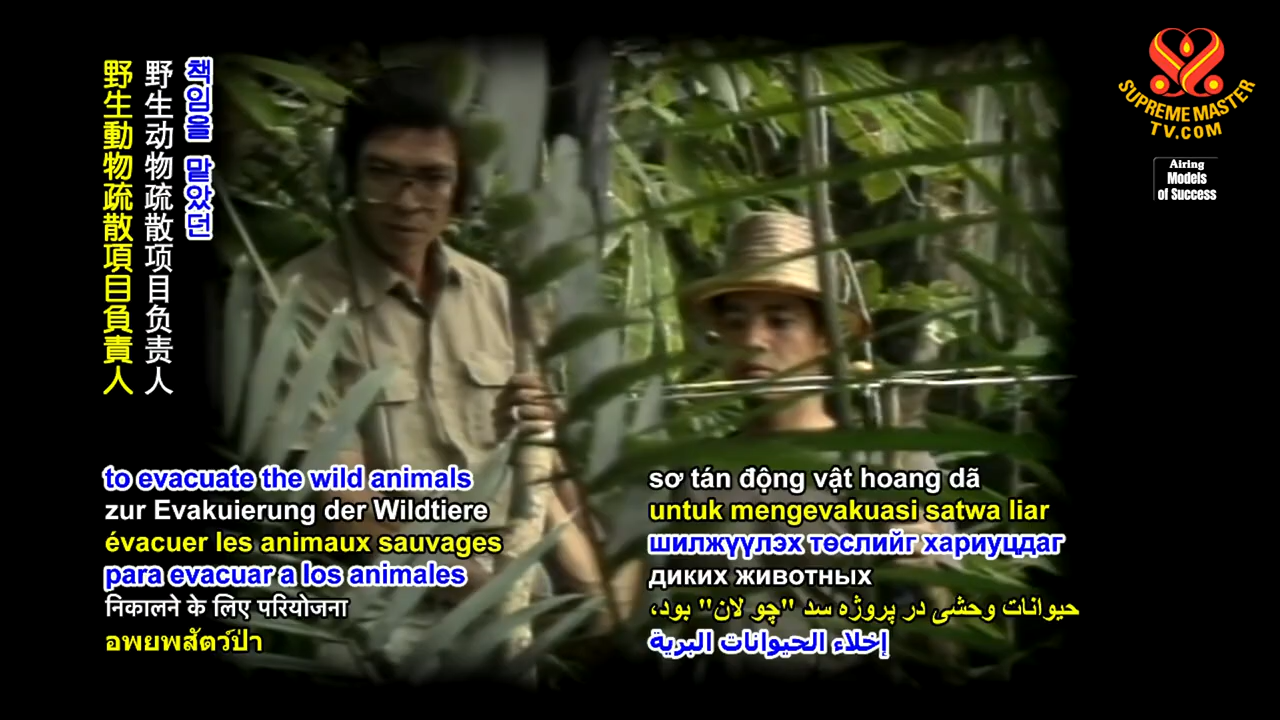 野生動物疏散項目負責人
野生动物疏散项目负责人
책임을 맡았던
SUPREME MASTER
TV.COM
Airing
Models
of Success
to evacuate the wild animals
zur Evakuierung der Wildtiere
évacuer les animaux sauvages
para evacuar a los animales
निकालने के लिए परियोजना
อพยพสัตว์ป่า
sơ tán động vật hoang dã
untuk mengevakuasi satwa liar
шилжүүлэх төслийг хариуцдаг
диких животных
حیوانات وحشی در پروژه سد "چو لان" بود،
إخلاء الحيوانات البرية